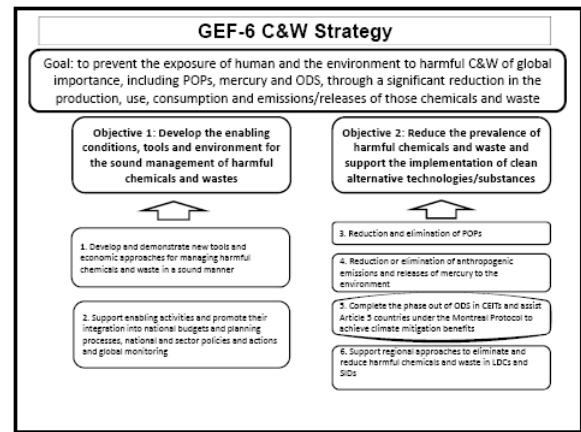 GEF-6 C&W Strategy
Goal: to prevent the exposure of human and the environment to harmful C&W of global
importance, including POPs, mercury and ODS, through a significant reduction in the
production, use, consumption and emissions/releases of those chemicals and waste
Objective 1: Develop the enabling
conditions, tools and environment for
the sound management of harmful
chemicals and wastes
1. Develop and demonstrate new tools and
economic approaches for managing harmful
chemicals and waste in a sound manner
2. Support enabling activities and promote their
integration into national budgets and planning
processes, national and sector policies and actions
and global monitoring
Objective 2: Reduce the prevalence of
harmful chemicals and waste and
support the implementation of clean
alternative technologies/substances
3. Reduction and elimination of POPs
4. Reduction or elimination of anthropogenic
emissions and releases of mercury to the
environment
5. Complete the phase out of ODS in CEITs and assist
Article 5 countries under the Montreal Protocol to
achieve climate mitigation benefits
6. Support regional approaches to eliminate and
reduce harmful chemicals and waste in LDCs and
SIDs